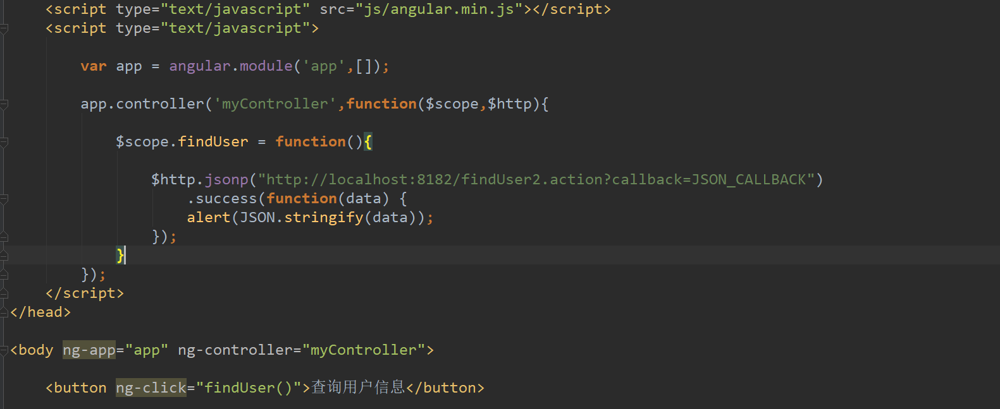 <script type="text/javascript" src="js/angular.min.js"></script>
<script type="text/javascript">
var app = angular.module('app',[]);
app.controller('myController',function($scope,$http){
$scope.findUser = function(){
$http.jsonp("http://localhost:8182/findUser2.action?callback=JSON_CALLBACK")
.success(function(data) {
alert(JSON.stringify(data));
});
}
});
</script>
</head>
<body ng-app="app" ng-controller="myController">
<button ng-click="findUser()">查询用户信息</button>